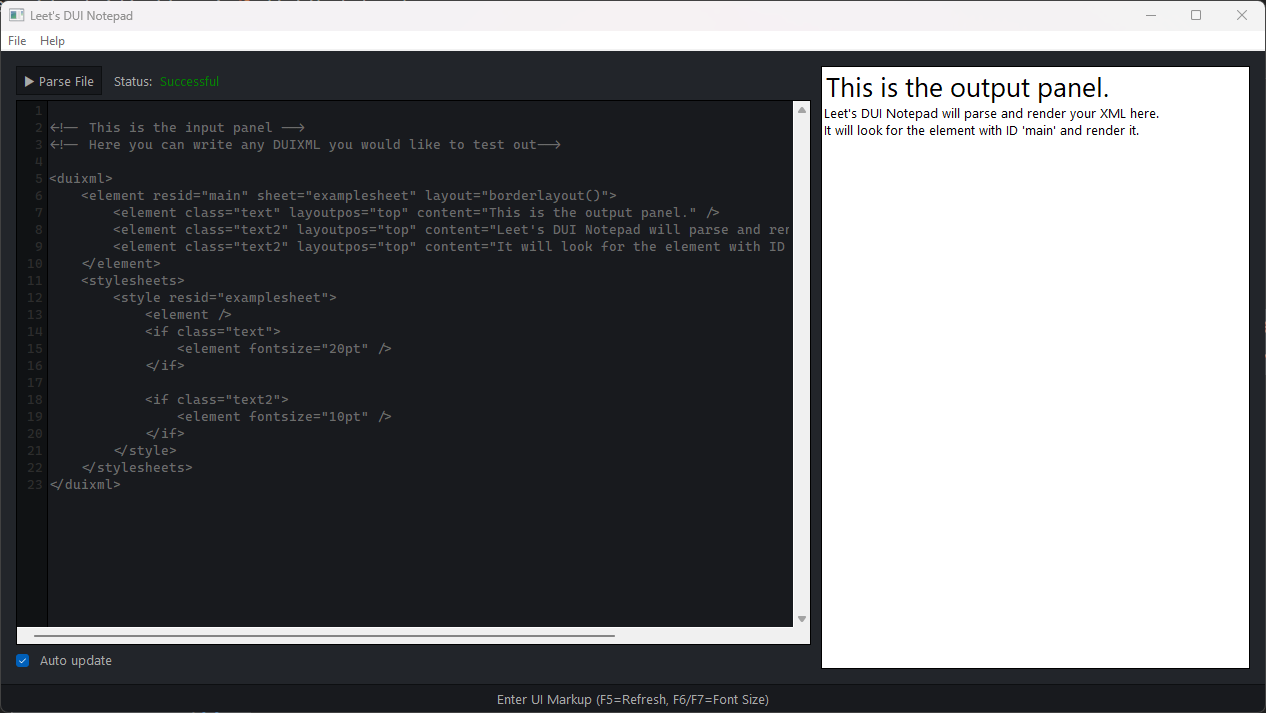 Leet's DUI Notepad
File Help
▶ Parse File Status: Successful
1
2 <!-- This is the input panel -->
3 <!-- Here you can write any DUIXML you would like to test out-->
4
5 <duixml>
6 <element resid="main" sheet="examplesheet" layout="borderlayout()">
7 <element class="text" layoutpos="top" content="This is the output panel." />
8 <element class="text2" layoutpos="top" content="Leet's DUI Notepad will parse and ren
9 <element class="text2" layoutpos="top" content="It will look for the element with ID
10 </element>
11 <stylesheets>
12 <style resid="examplesheet">
13 <element />
14 <if class="text">
15 <element fontsize="20pt" />
16 </if>
17
18 <if class="text2">
19 <element fontsize="10pt" />
20 </if>
21 </style>
22 </stylesheets>
23 </duixml>
Auto update
This is the output panel.
Leet's DUI Notepad will parse and render your XML here.
It will look for the element with ID 'main' and render it.
Enter UI Markup (F5=Refresh, F6/F7=Font Size)